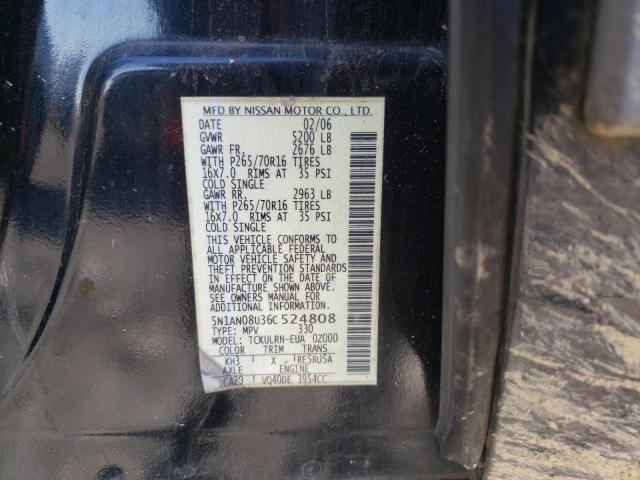 MFD BY NISSAN MOTOR CO., LTD.
DATE 02/06
GVWR 5200 LB
GAWR FR. 2676 LB
WITH P265/70R16 TIRES
16X7.0 RIMS AT 35 PSI
COLD SINGLE
GAWR RR. 2963 LB
WITH P265/70R16 TIRES
16X7.0 RIMS AT 35 PSI
COLD SINGLE
THIS VEHICLE CONFORMS TO
ALL APPLICABLE FEDERAL
MOTOR VEHICLE SAFETY AND
THEFT PREVENTION STANDARDS
IN EFFECT ON THE DATE OF
MANUFACTURE SHOWN ABOVE.
SEE OWNERS MANUAL FOR
ADDITIONAL INFORMATION.
5N1AN08U36C524808
TYPE: MPV 330
MODEL: TCKULRN-EUA 02000
COLOR TRIM TRANS
KH3 X RE5R05A
AXLE ENGINE
CA20 VQ40DE 3954CC